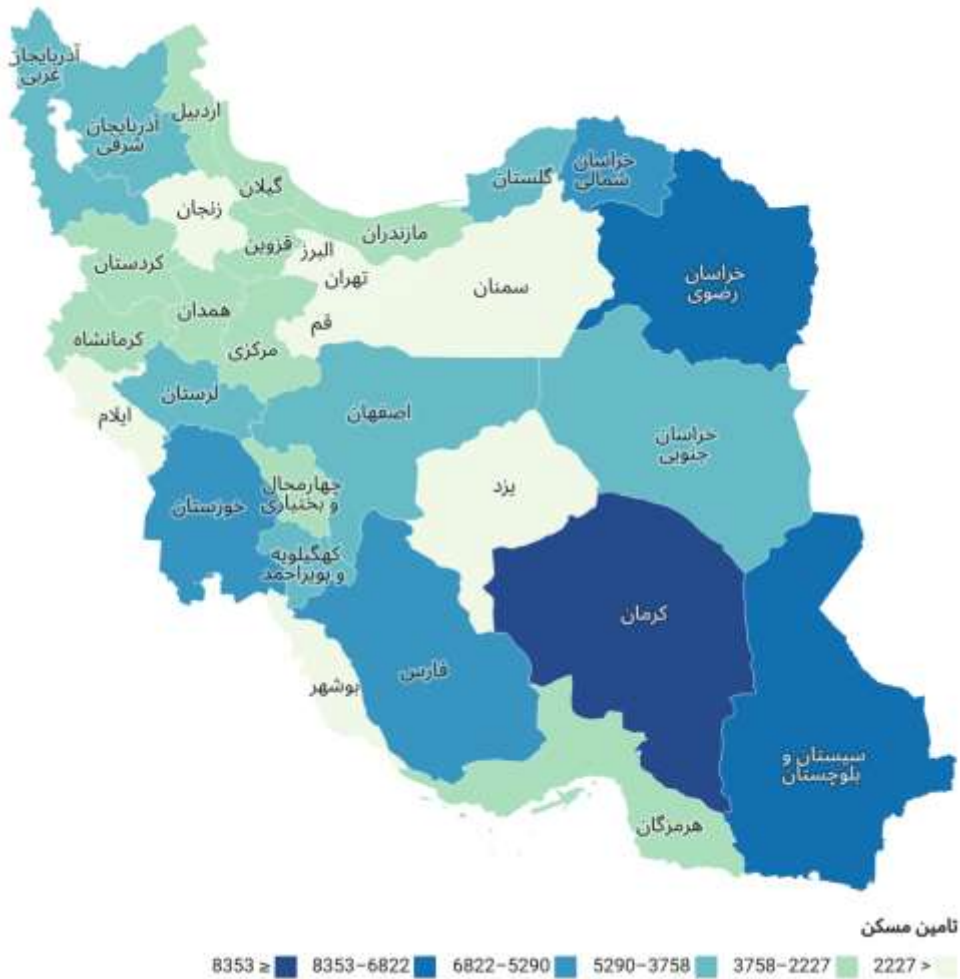 آذربایجان
غربی
آذربایجان
شرقی
اردبیل
گیلان
زنجان
مازندران
گلستان
خراسان
شمالی
خراسان
رضوی
قزوین
البرز
تهران
سمنان
کردستان
همدان
قم
کرمانشاه
مرکزی
ایلام
لرستان
اصفهان
خراسان
جنوبی
یزد
خوزستان
چهارمحال
و بختیاری
کهگیلویه
و بویراحمد
کرمان
فارس
بوشهر
سیستان و
بلوچستان
هرمزگان
تامین مسکن
2227 >
3758–2227
5290–3758
6822–5290
8353–6822
8353 ≤